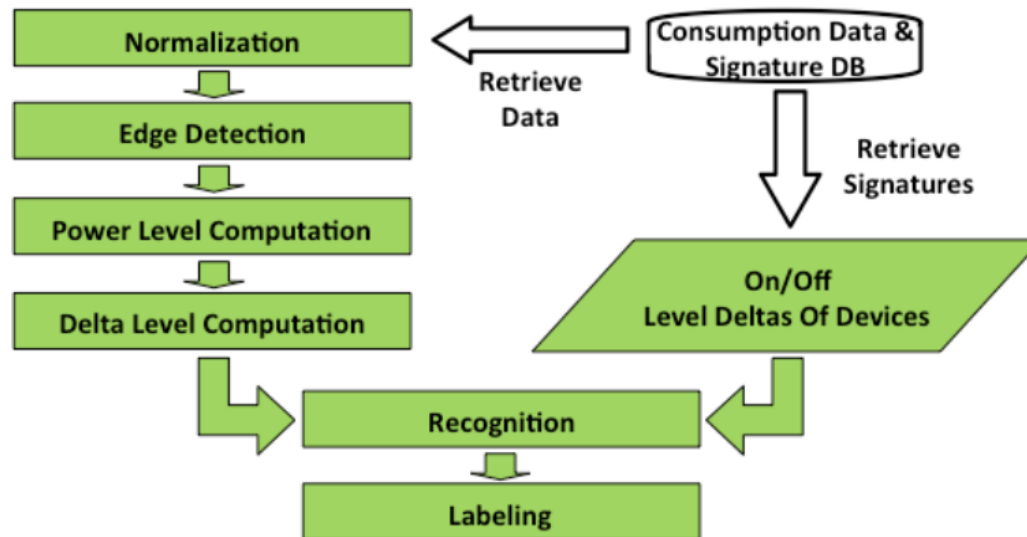 Normalization
Consumption Data &
Signature DB
Retrieve
Data
Edge Detection
Retrieve
Signatures
Power Level Computation
On/Off
Level Deltas Of Devices
Delta Level Computation
Recognition
Labeling